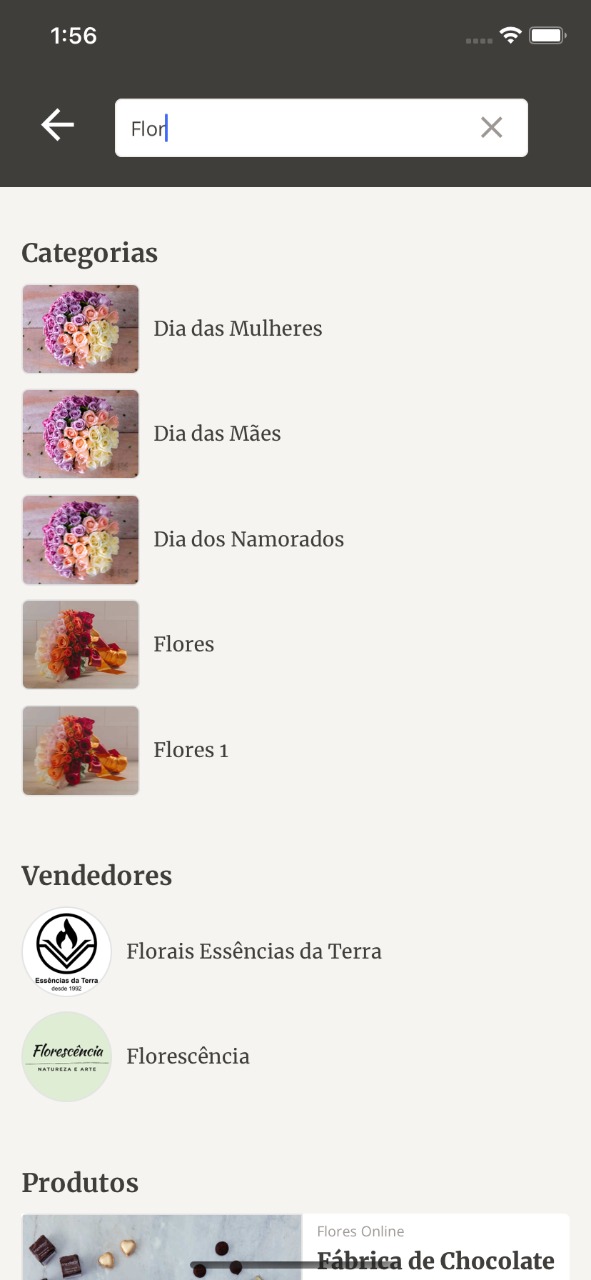 1:56
Flor
Categorias
Dia das Mulheres
Dia das Mães
Dia dos Namorados
Flores
Flores 1
Vendedores
Essências da Terra
desde 1992
Florais Essências da Terra
Florescência
NATUREZA E ARTE
Florescência
Produtos
Flores Online
Fábrica de Chocolate